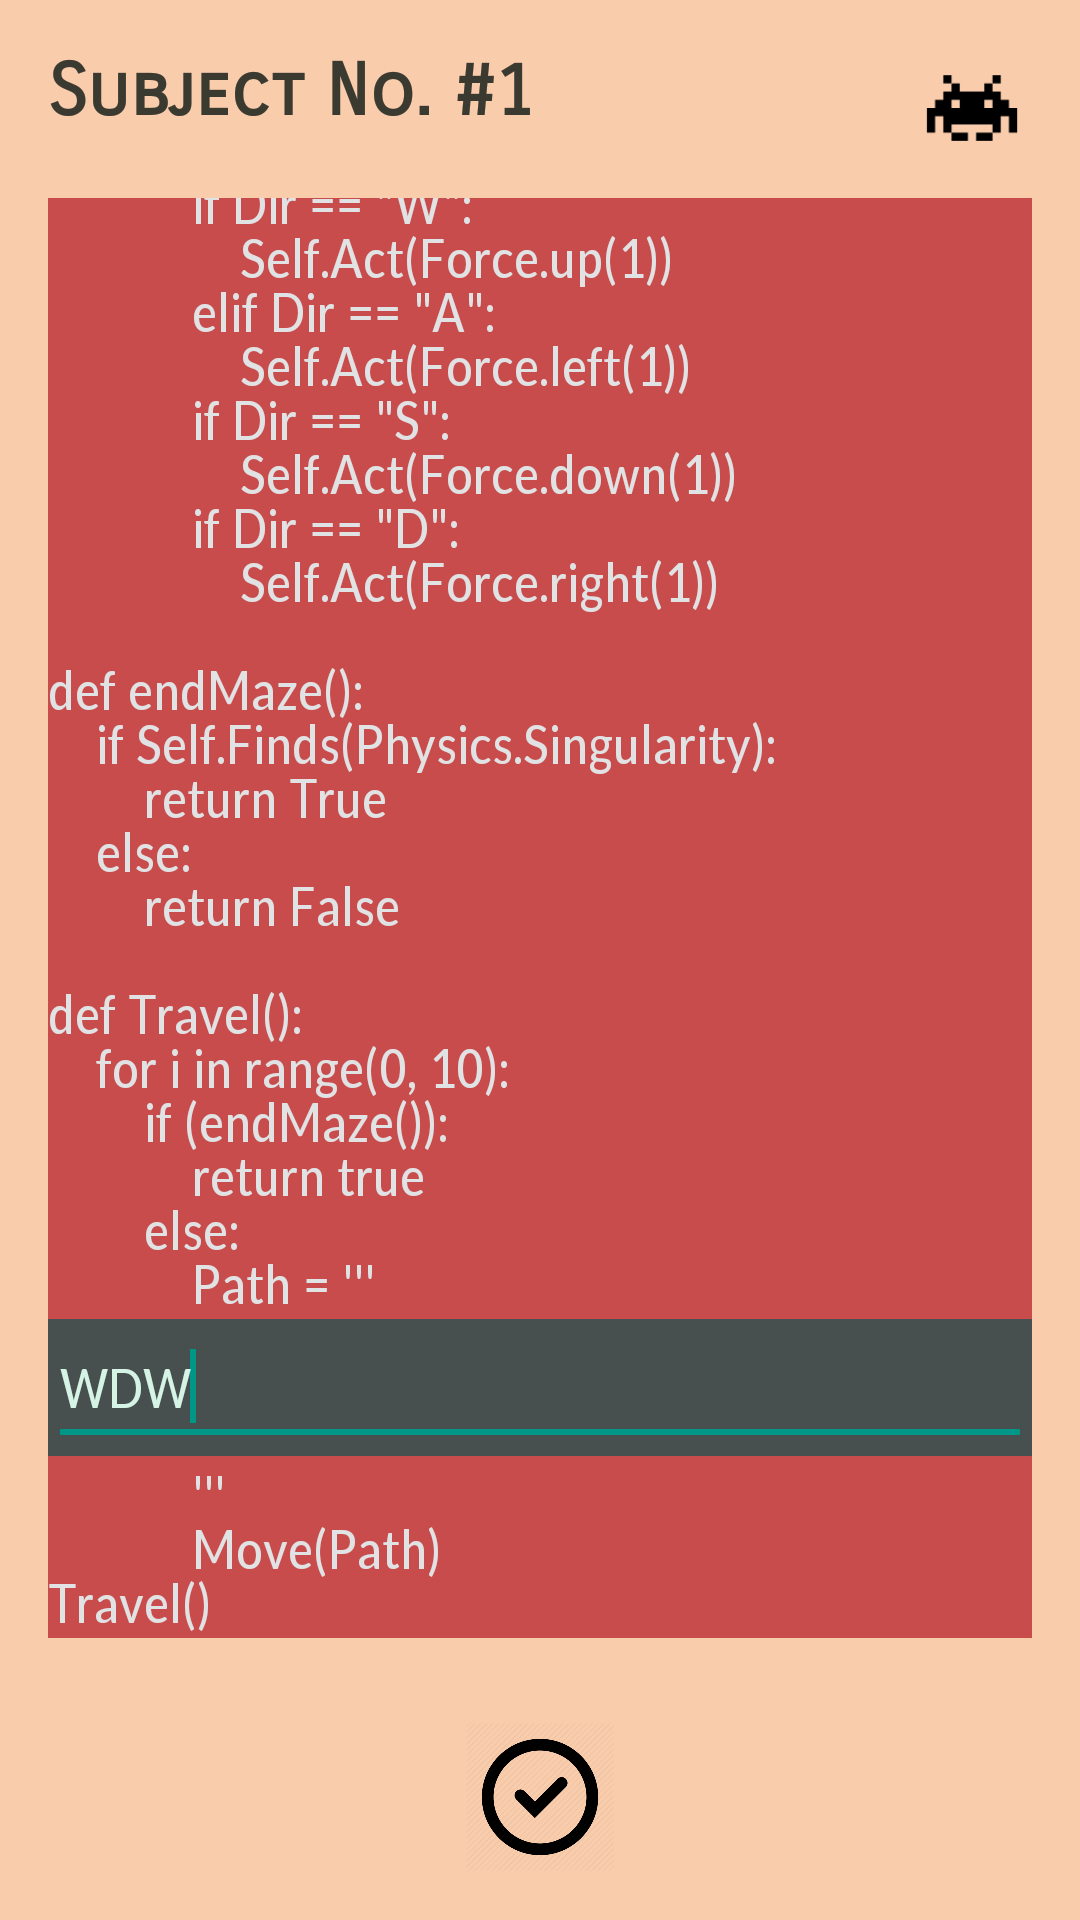 Subject No. #1
if Dir == "W":
Self.Act(Force.up(1))
elif Dir == "A":
Self.Act(Force.left(1))
if Dir == "S":
Self.Act(Force.down(1))
if Dir == "D":
Self.Act(Force.right(1))
def endMaze():
if Self.Finds(Physics.Singularity):
return True
else:
return False
def Travel():
for i in range(0, 10):
if (endMaze()):
return true
else:
Path = '''
WDW
'''
Move(Path)
Travel()